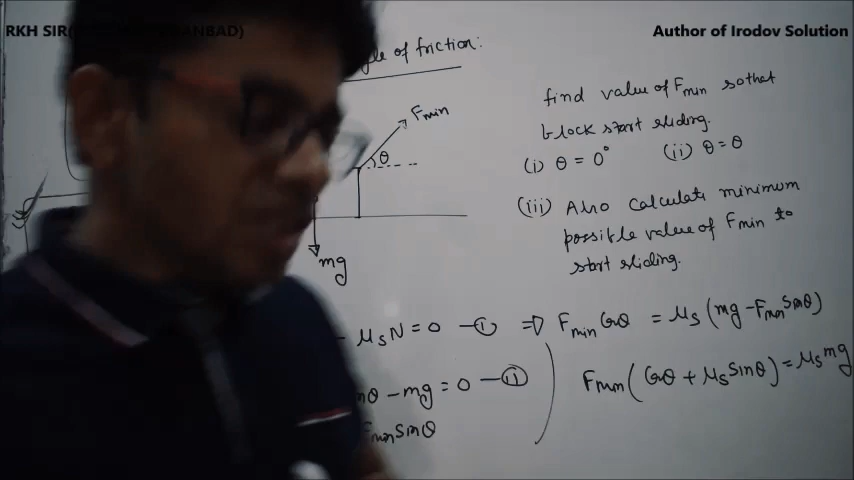 RKH SIR( ANBAD)
Author of Irodov Solution
of friction:
find value of Fmin so that
block start sliding.
(i) θ = 0° (ii) θ = θ
(iii) Also calculate minimum
possible value of Fmin to
start sliding.
Fmin
θ
mg
- μsN = 0 —(i) ⇒ Fmin Cosθ = μs(mg - Fmin Sinθ)
nθ - mg = 0 —(ii)
Fmin(Cosθ + μs Sinθ) = μs mg
Fmin Sinθ